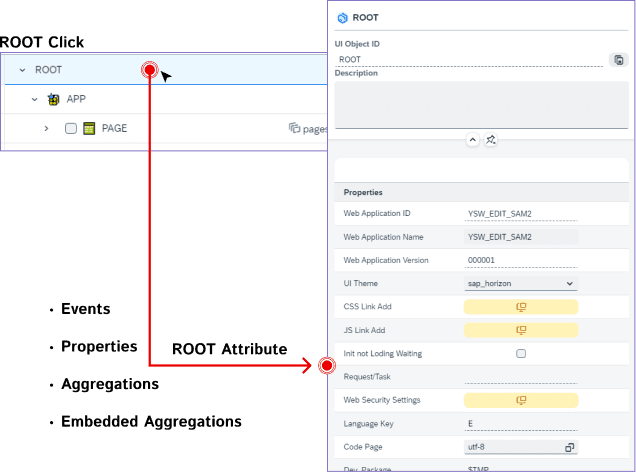 ROOT Click
ROOT
APP
PAGE
pages
• Events
• Properties
• Aggregations
• Embedded Aggregations
ROOT Attribute
ROOT
UI Object ID
ROOT
Description
Properties
Web Application ID YSW_EDIT_SAM2
Web Application Name YSW_EDIT_SAM2
Web Application Version 000001
UI Theme sap_horizon
CSS Link Add
JS Link Add
Init not Loding Waiting
Request/Task
Web Security Settings
Language Key E
Code Page utf-8
Dev. Package $TMP